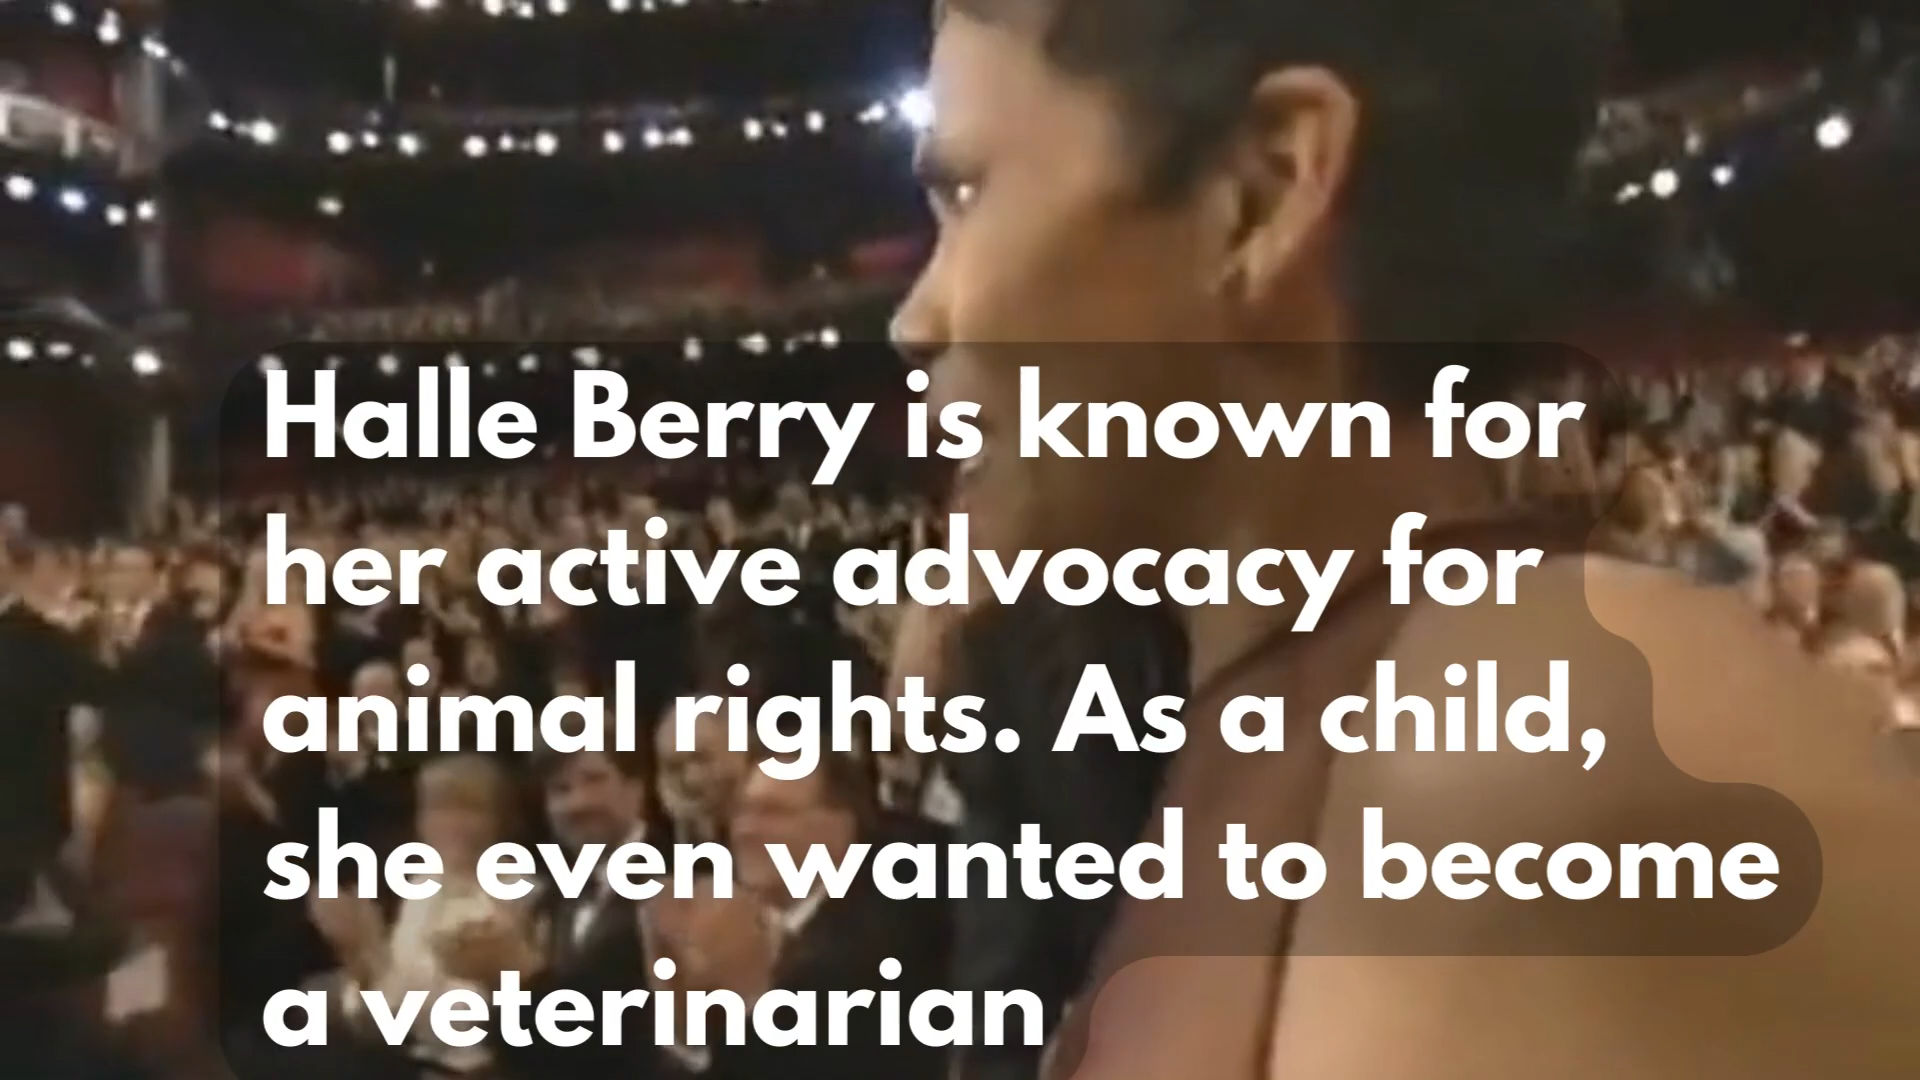 Halle Berry is known for
her active advocacy for
animal rights. As a child,
she even wanted to become
a veterinarian